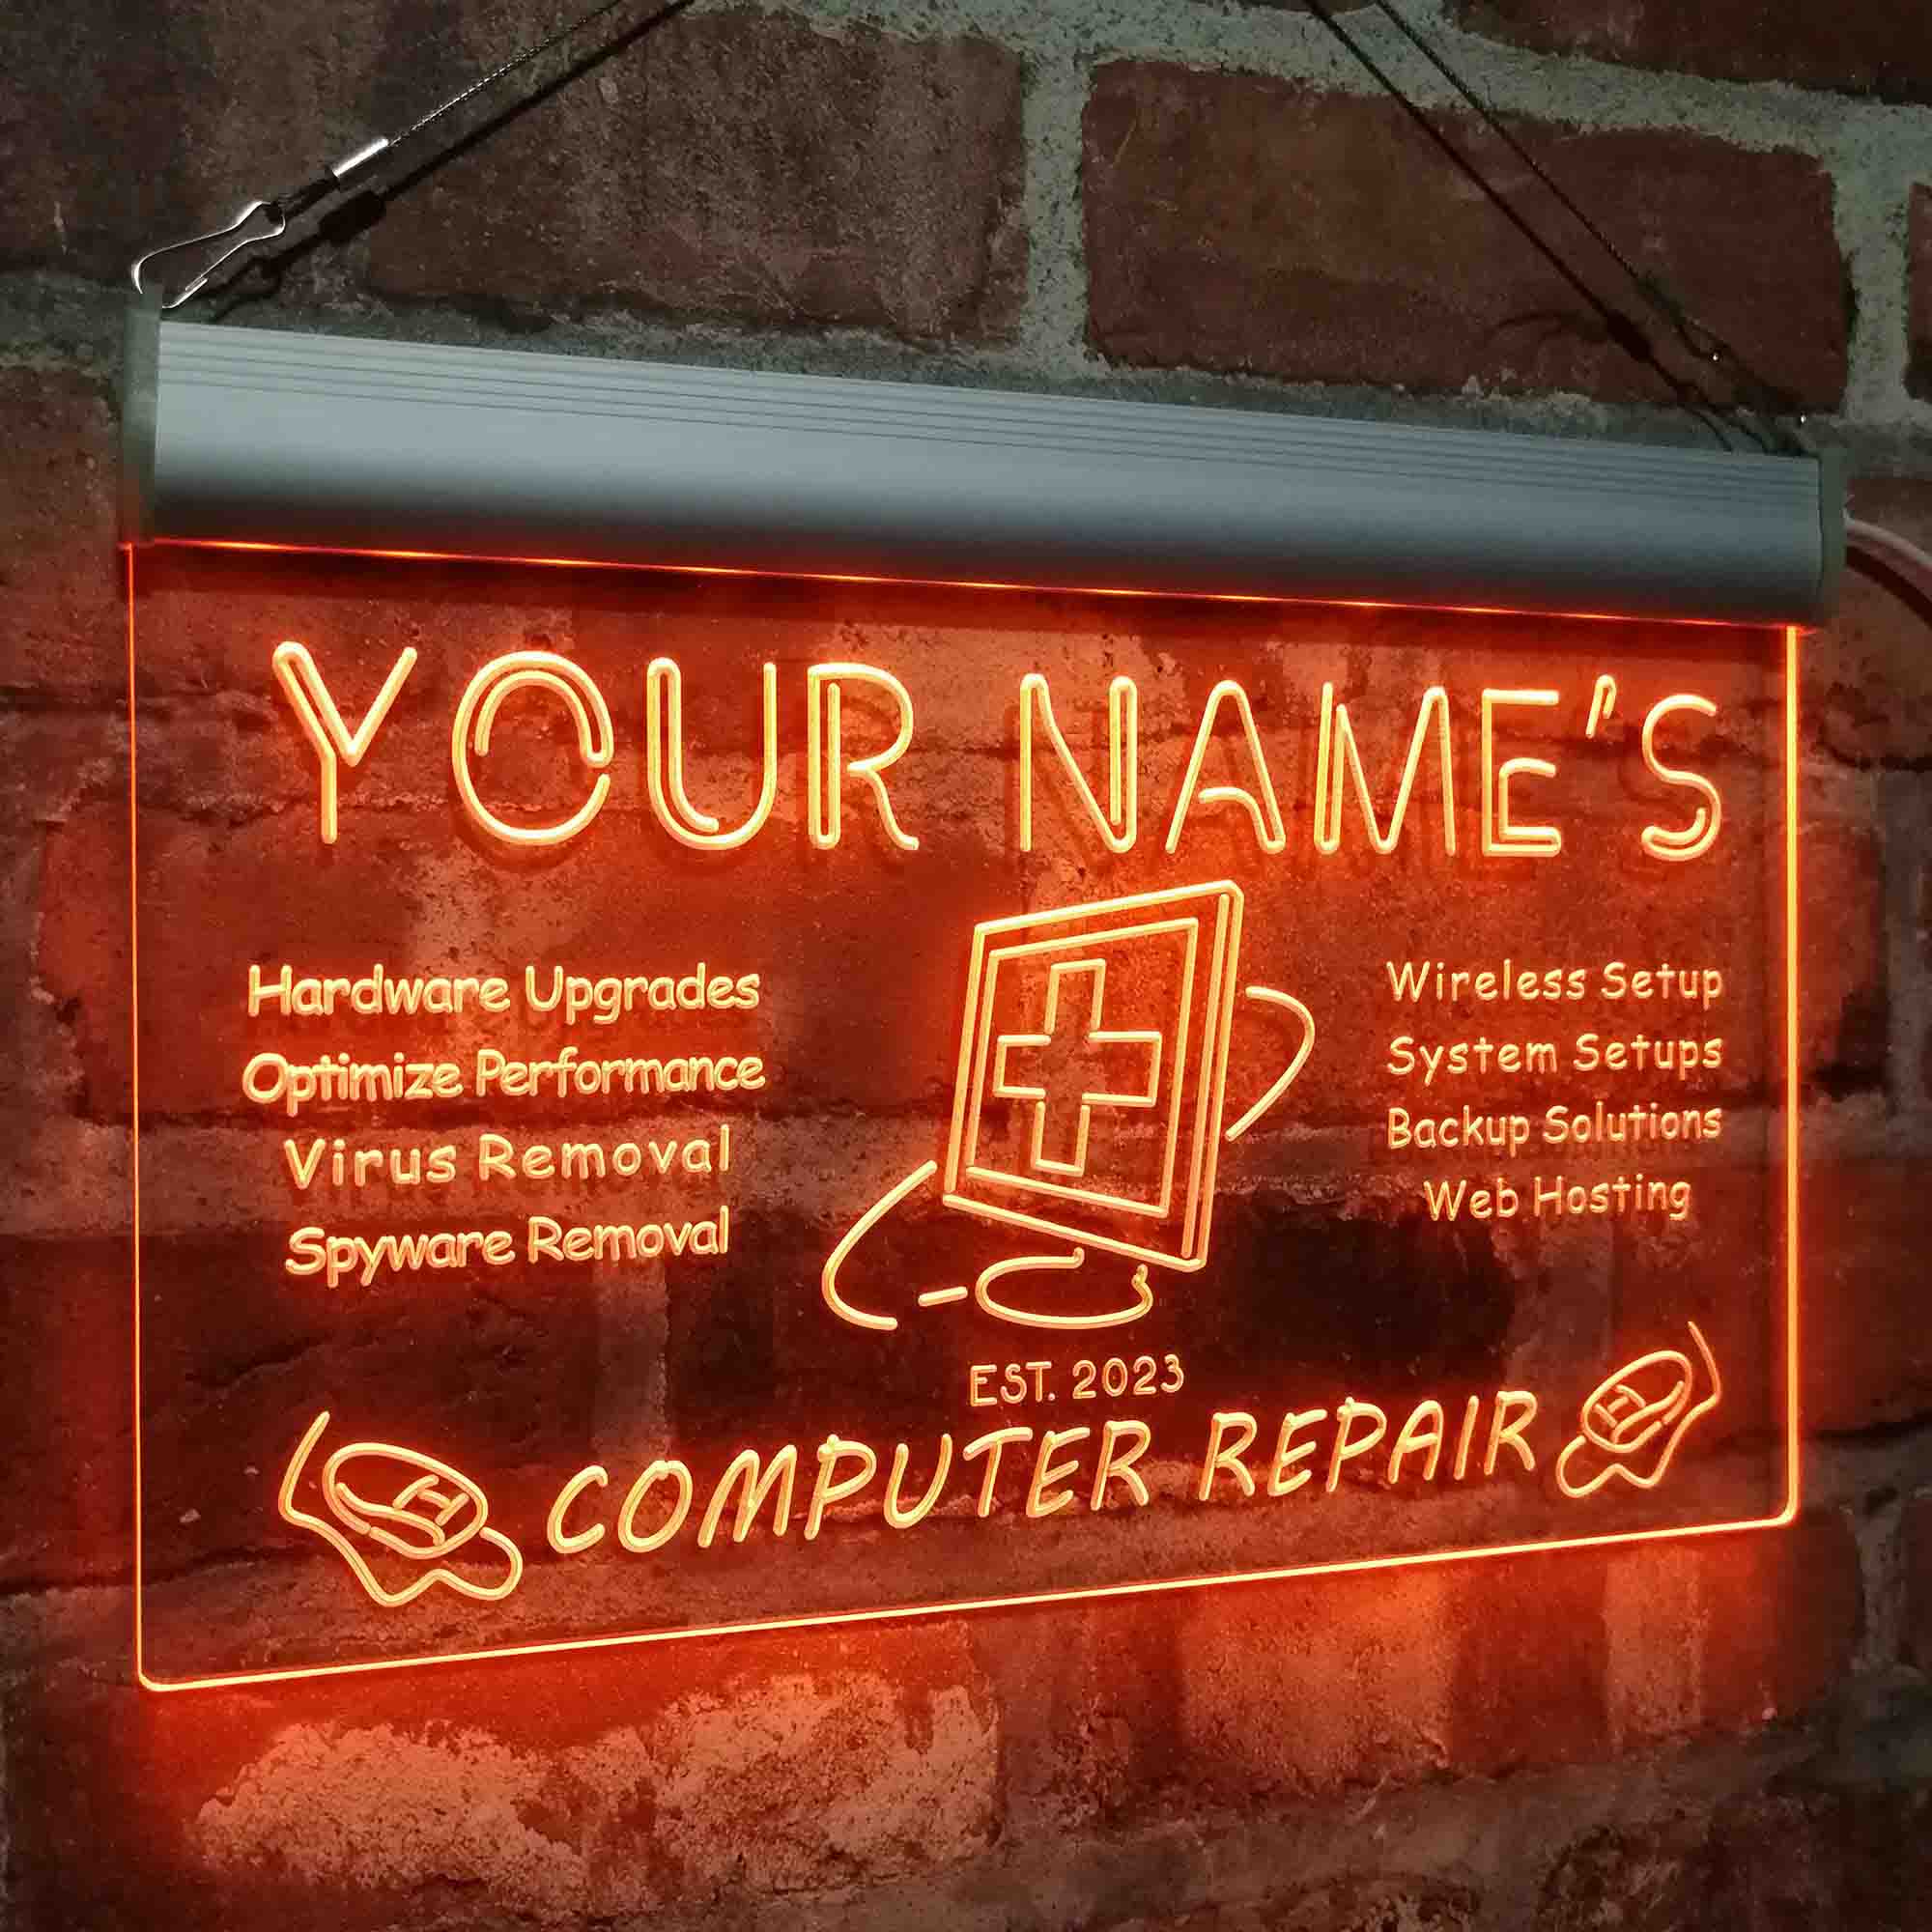 YOUR NAME'S
Hardware Upgrades
Optimize Performance
Virus Removal
Spyware Removal
Wireless Setup
System Setups
Backup Solutions
Web Hosting
EST. 2023
COMPUTER REPAIR